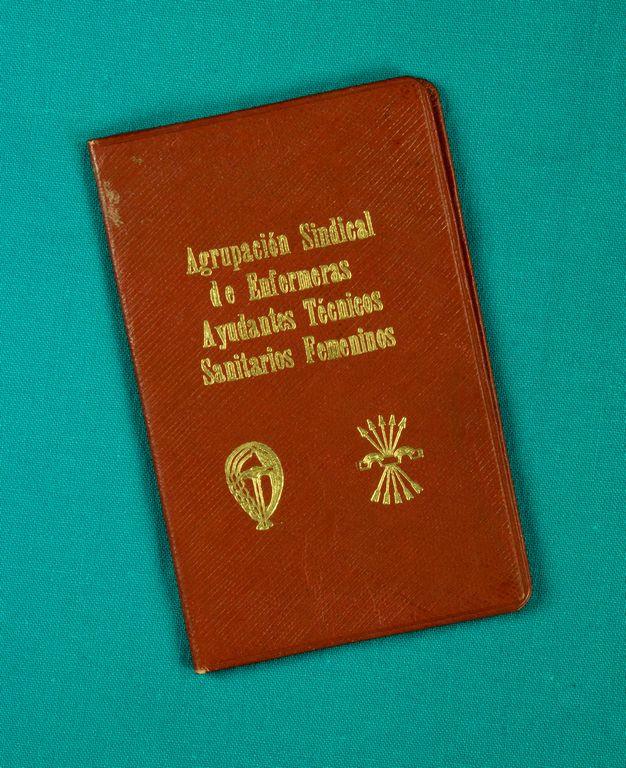 Agrupación Sindical
de Enfermeras
Ayudantes Técnicos
Sanitarios Femeninos